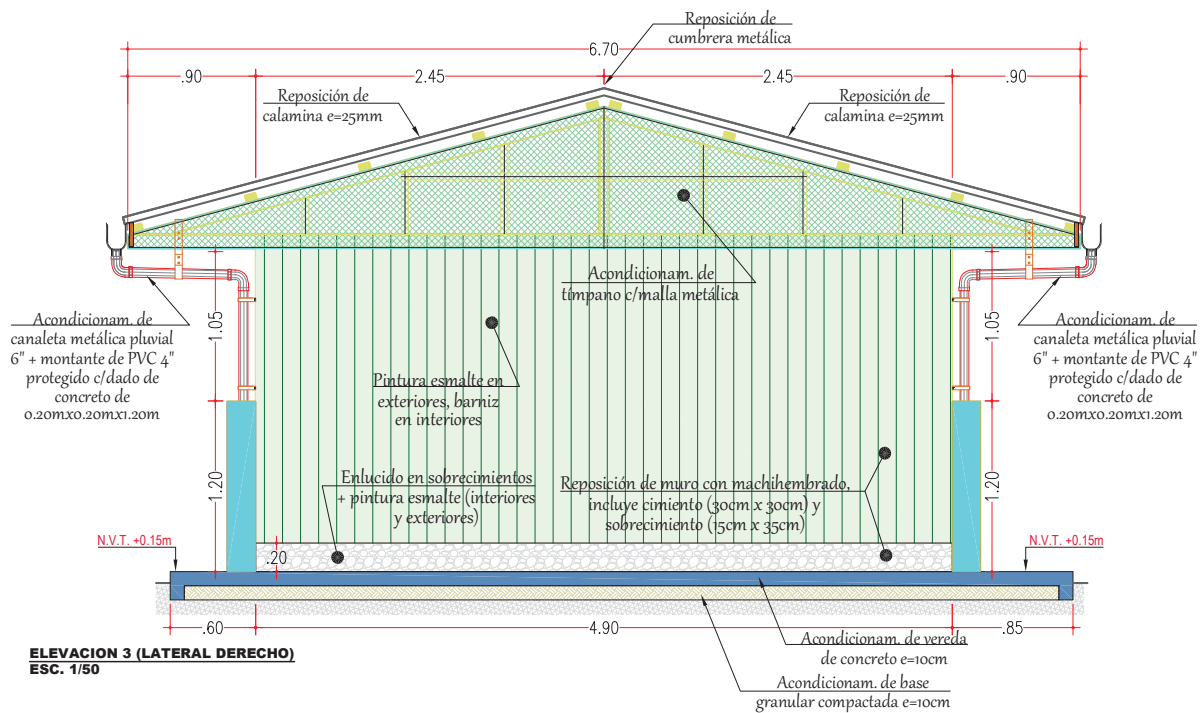 Reposición de
cumbrera metálica
6.70
.90
2.45
2.45
.90
Reposición de
calamina e=25mm
Reposición de
calamina e=25mm
Acondicionam. de
tímpano c/malla metálica
Acondicionam. de
canaleta metálica pluvial
6" + montante de PVC 4"
protegido c/dado de
concreto de
0.20mx0.20mx1.20m
1.05
1.05
Acondicionam. de
canaleta metálica pluvial
6" + montante de PVC 4"
protegido c/dado de
concreto de
0.20mx0.20mx1.20m
Pintura esmalte en
exteriores, barniz
en interiores
1.20
1.20
Enlucido en sobrecimientos
+ pintura esmalte (interiores
y exteriores)
Reposición de muro con machihembrado,
incluye cimiento (30cm x 30cm) y
sobrecimiento (15cm x 35cm)
N.V.T. +0.15m
.20
N.V.T. +0.15m
.60
4.90
.85
Acondicionam. de vereda
de concreto e=10cm
Acondicionam. de base
granular compactada e=10cm
ELEVACION 3 (LATERAL DERECHO)
ESC. 1/50